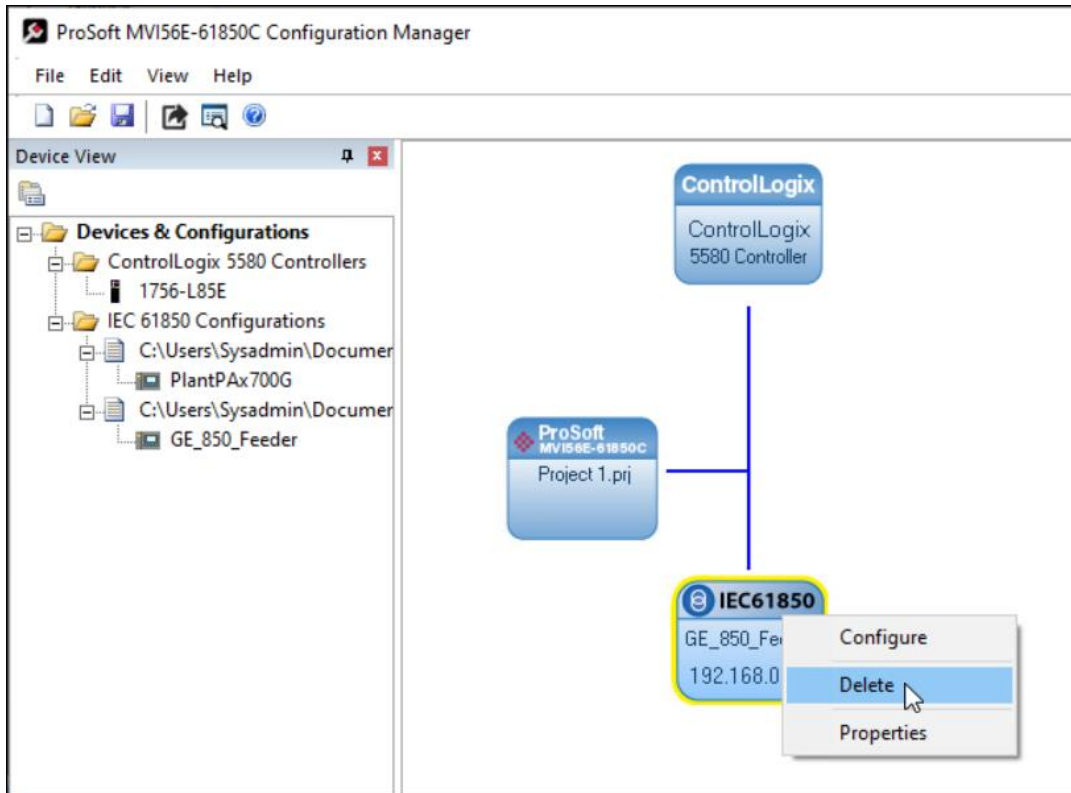 ProSoft MVI56E-61850C Configuration Manager
File Edit View Help
Device View
Devices & Configurations
ControlLogix 5580 Controllers
1756-L85E
IEC 61850 Configurations
C:\Users\Sysadmin\Documen
PlantPAx700G
C:\Users\Sysadmin\Documen
GE_850_Feeder
ControlLogix
ControlLogix
5580 Controller
ProSoft
MVI56E-61850C
Project 1.prj
IEC61850
GE_850_Fe
192.168.0
Configure
Delete
Properties